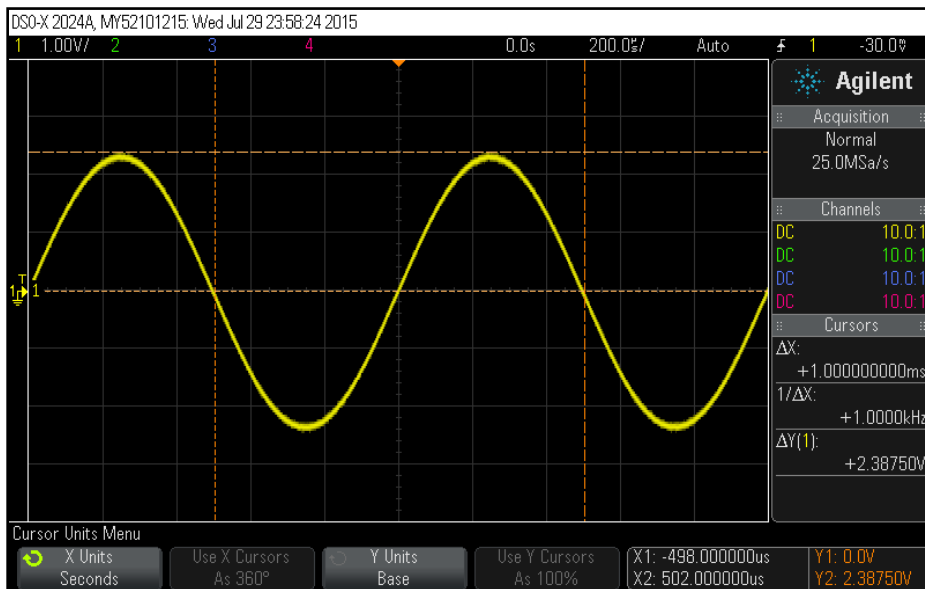 DSO-X 2024A, MY52101215: Wed Jul 29 23:58:24 2015
1 1.00V/ 2 3 4 0.0s 200.0µs/ Auto 1 -30.0mV
Agilent
Acquisition
Normal
25.0MSa/s
Channels
DC 10.0:1
DC 10.0:1
DC 10.0:1
DC 10.0:1
Cursors
ΔX:
+1.000000000ms
1/ΔX:
+1.0000kHz
ΔY(1):
+2.38750V
T
1 1
Cursor Units Menu
X Units
Seconds
Use X Cursors
As 360°
Y Units
Base
Use Y Cursors
As 100%
X1: -498.000000us
X2: 502.000000us
Y1: 0.0V
Y2: 2.38750V